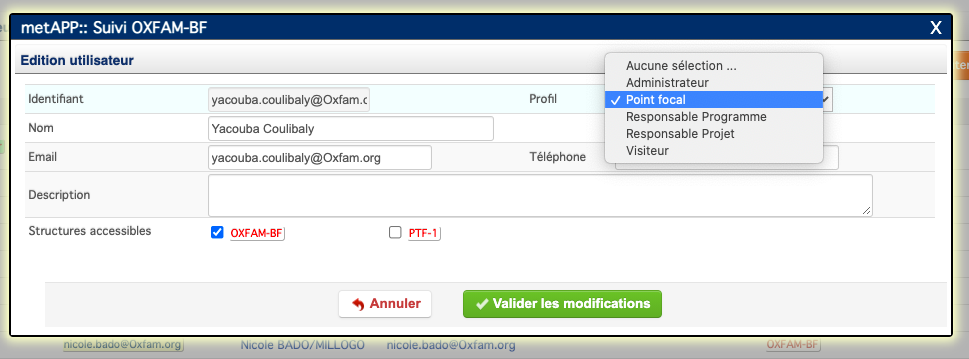 metAPP:: Suivi OXFAM-BF X
Edition utilisateur
Aucune sélection ...
Administrateur
Identifiant yacouba.coulibaly@Oxfam.c Profil ✓ Point focal
Responsable Programme
Nom Yacouba Coulibaly
Responsable Projet
Email yacouba.coulibaly@Oxfam.org Téléphone Visiteur
Description
Structures accessibles OXFAM-BF PTF-1
Annuler Valider les modifications
nicole.bado@Oxfam.org Nicole BADO/MILLOGO nicole.bado@Oxfam.org OXFAM-BF